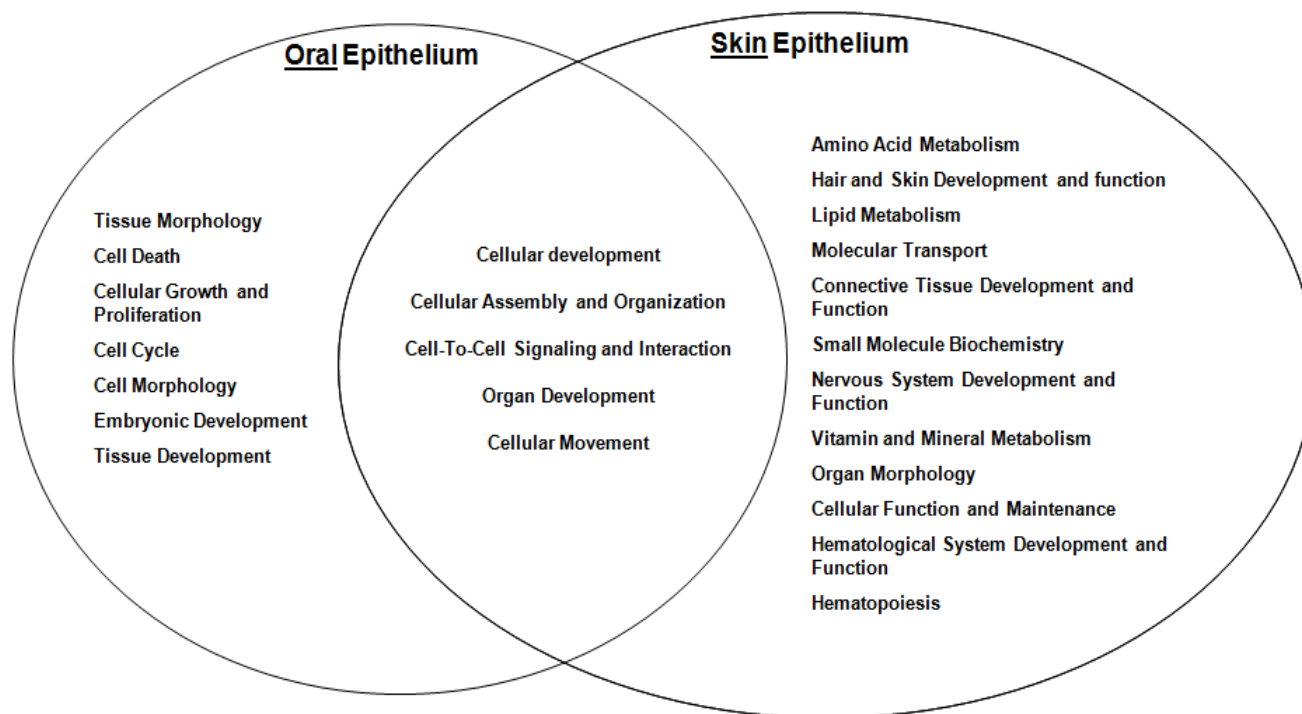 Oral Epithelium
Skin Epithelium
Tissue Morphology
Cell Death
Cellular Growth and
Proliferation
Cell Cycle
Cell Morphology
Embryonic Development
Tissue Development
Cellular development
Cellular Assembly and Organization
Cell-To-Cell Signaling and Interaction
Organ Development
Cellular Movement
Amino Acid Metabolism
Hair and Skin Development and function
Lipid Metabolism
Molecular Transport
Connective Tissue Development and
Function
Small Molecule Biochemistry
Nervous System Development and
Function
Vitamin and Mineral Metabolism
Organ Morphology
Cellular Function and Maintenance
Hematological System Development and
Function
Hematopoiesis